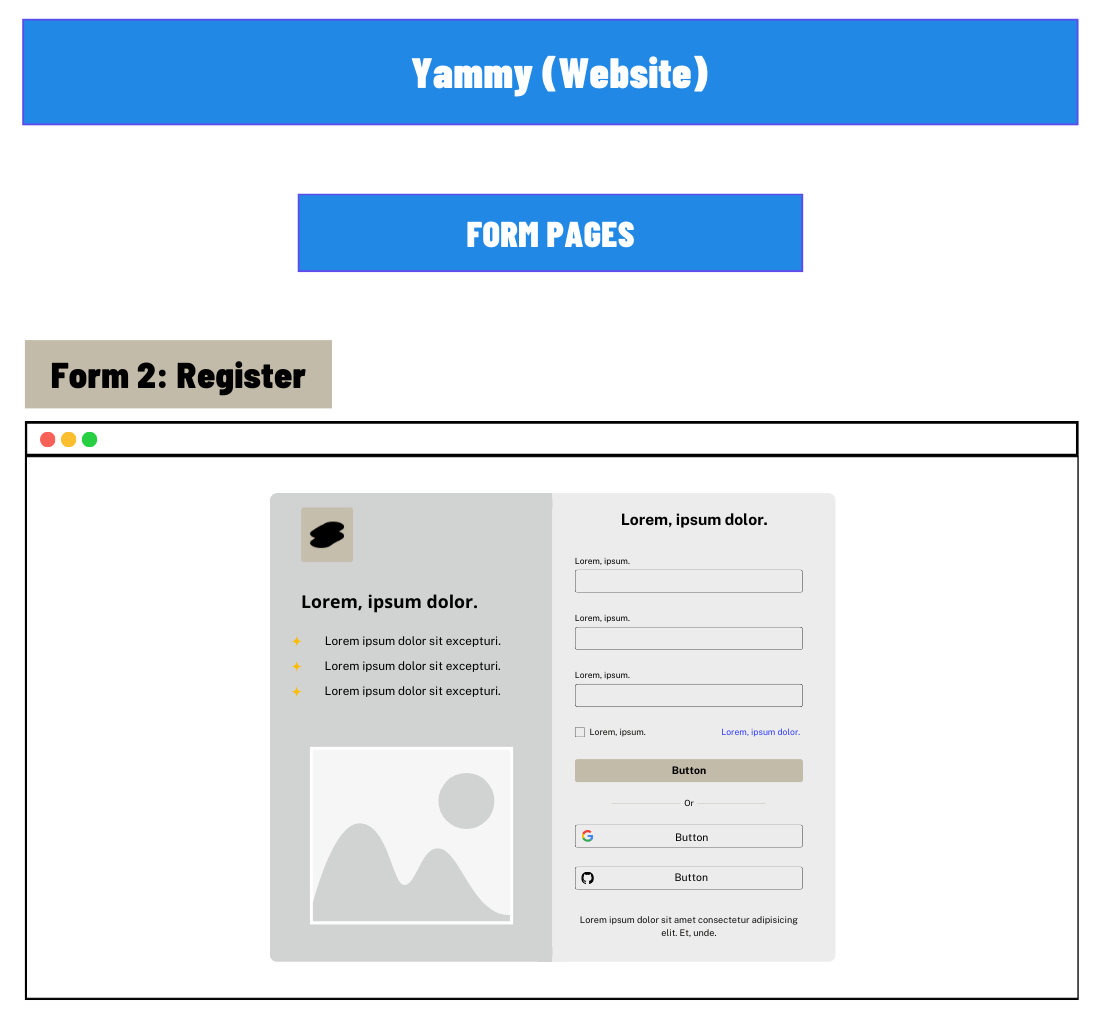 Yammy (Website)
FORM PAGES
Form 2: Register
Lorem, ipsum dolor.
Lorem ipsum dolor sit excepturi.
Lorem ipsum dolor sit excepturi.
Lorem ipsum dolor sit excepturi.
Lorem, ipsum dolor.
Lorem, ipsum.
Lorem, ipsum.
Lorem, ipsum.
Lorem, ipsum. Lorem, ipsum dolor.
Button
Or
Button
Button
Lorem ipsum dolor sit amet consectetur adipisicing
elit. Et, unde.